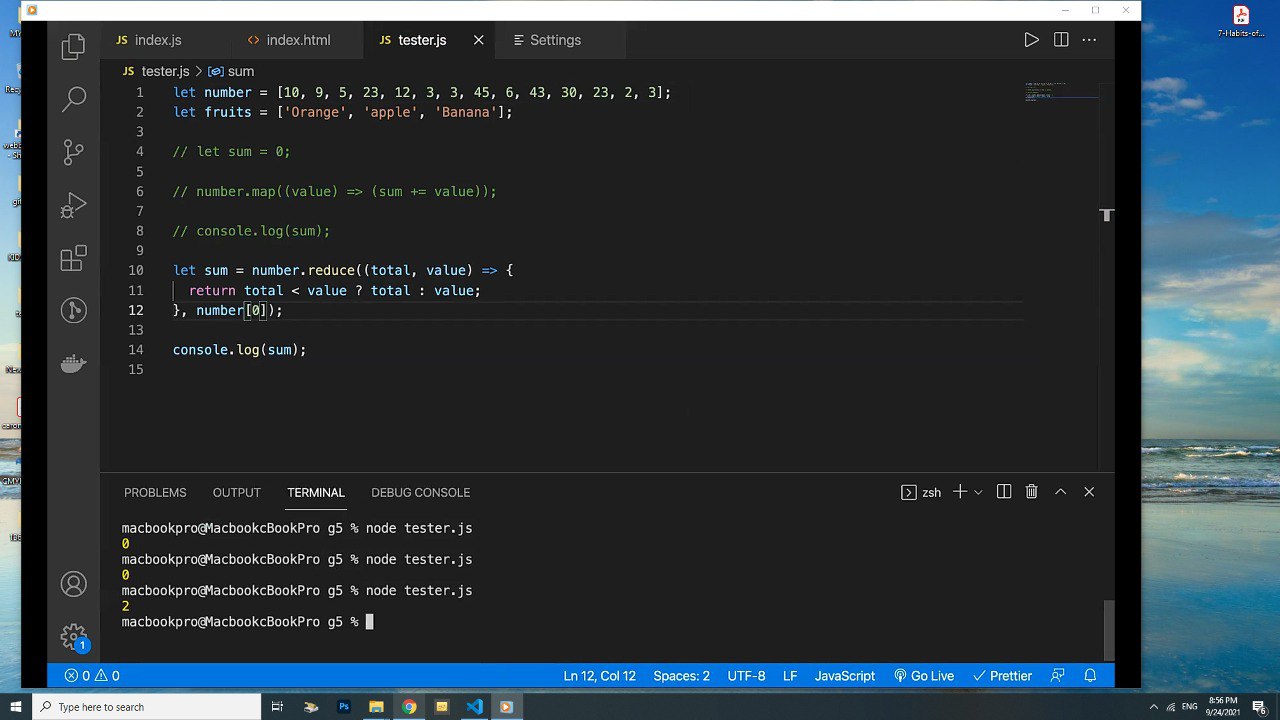 7-Habits-of...
JS index.js
<> index.html
JS tester.js
Settings
JS tester.js > sum
1 let number = [10, 9, 5, 23, 12, 3, 3, 45, 6, 43, 30, 23, 2, 3];
2 let fruits = ['Orange', 'apple', 'Banana'];
3
4 // let sum = 0;
5
6 // number.map((value) => (sum += value));
7
8 // console.log(sum);
9
10 let sum = number.reduce((total, value) => {
11 return total < value ? total : value;
12 }, number[0]);
13
14 console.log(sum);
15
PROBLEMS OUTPUT TERMINAL DEBUG CONSOLE
zsh
macbookpro@MacbookcBookPro g5 % node tester.js
0
macbookpro@MacbookcBookPro g5 % node tester.js
0
macbookpro@MacbookcBookPro g5 % node tester.js
2
macbookpro@MacbookcBookPro g5 %
1
0 0 Ln 12, Col 12 Spaces: 2 UTF-8 LF JavaScript Go Live Prettier
Type here to search
Ps
ENG
8:56 PM
9/24/2021
6